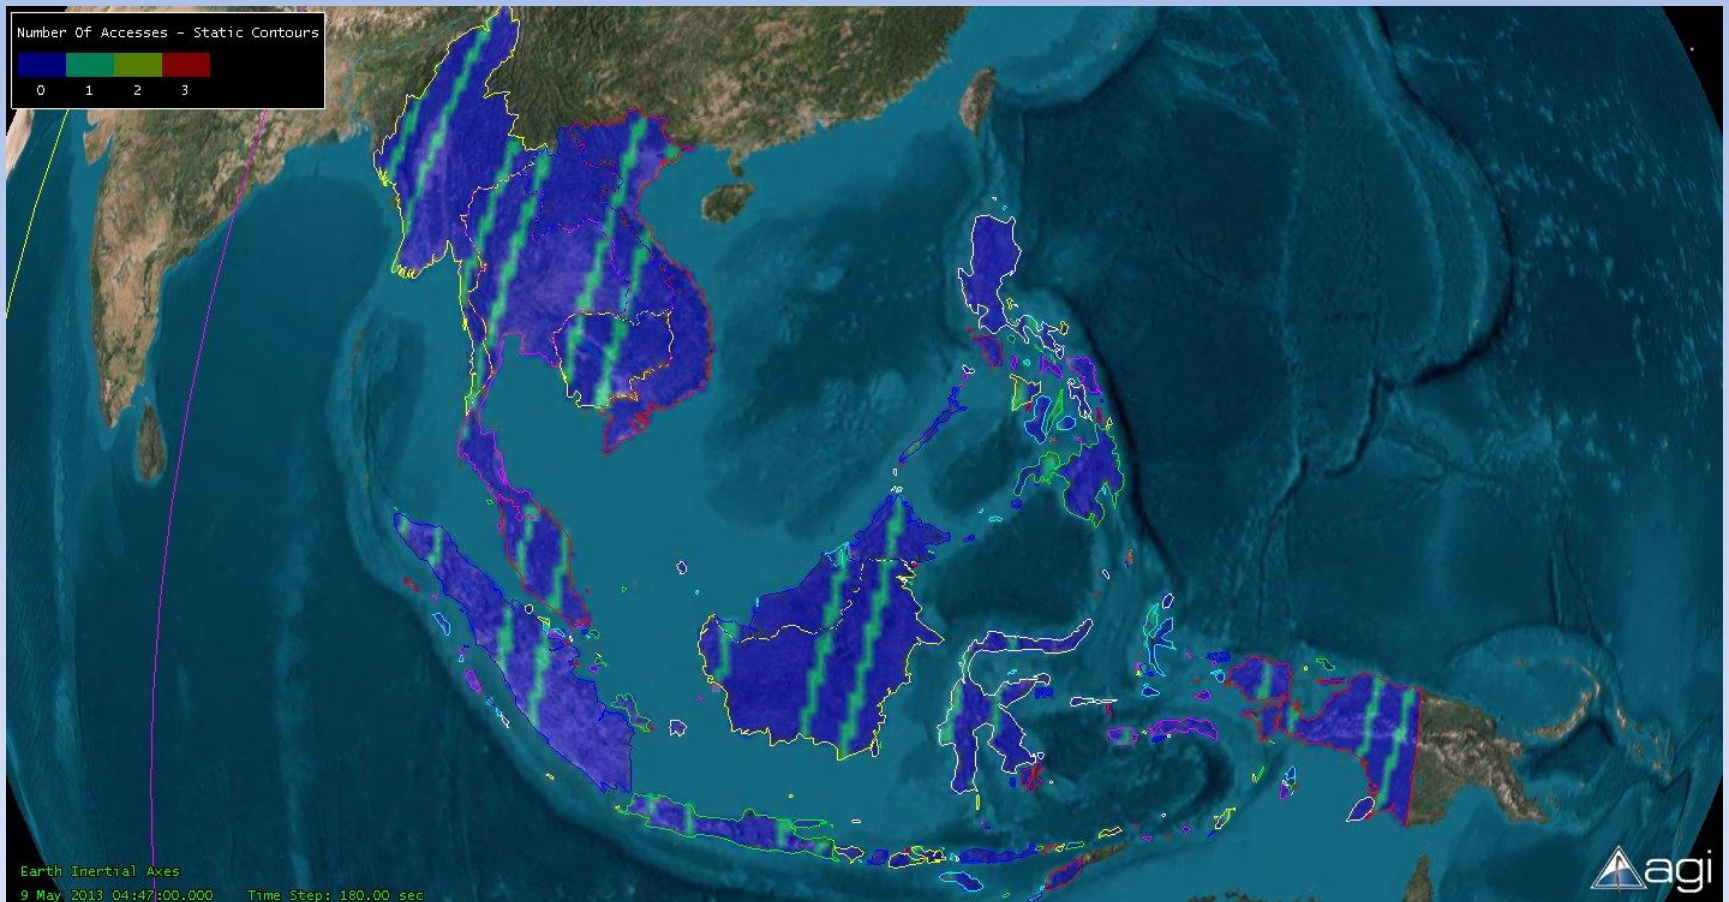 Number Of Accesses - Static Contours
0 1 2 3
Earth Inertial Axes
9 May 2013 04:47:00.000 Time Step: 180.00 sec
agi